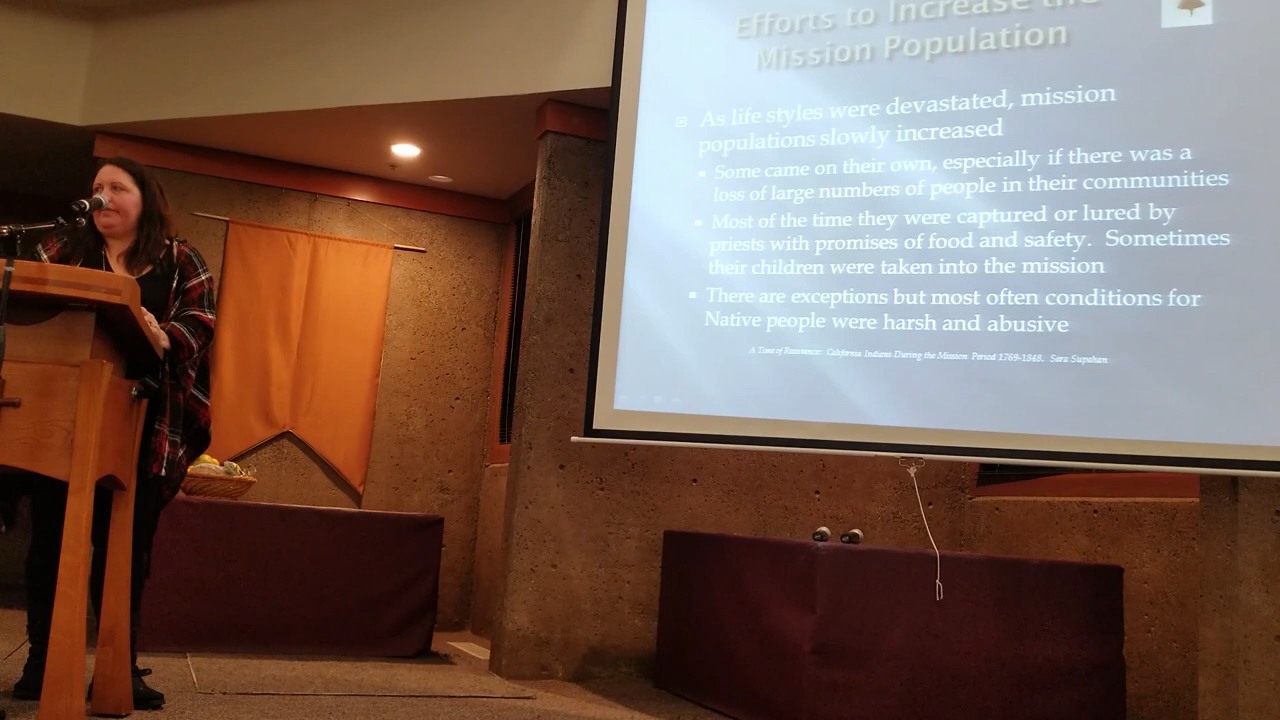 Efforts to Increase the
Mission Population
As life styles were devastated, mission
populations slowly increased
Some came on their own, especially if there was a
loss of large numbers of people in their communities
Most of the time they were captured or lured by
priests with promises of food and safety. Sometimes
their children were taken into the mission
There are exceptions but most often conditions for
Native people were harsh and abusive
A Time of Resistance: California Indians During the Mission Period 1769-1848. Sara Supahan